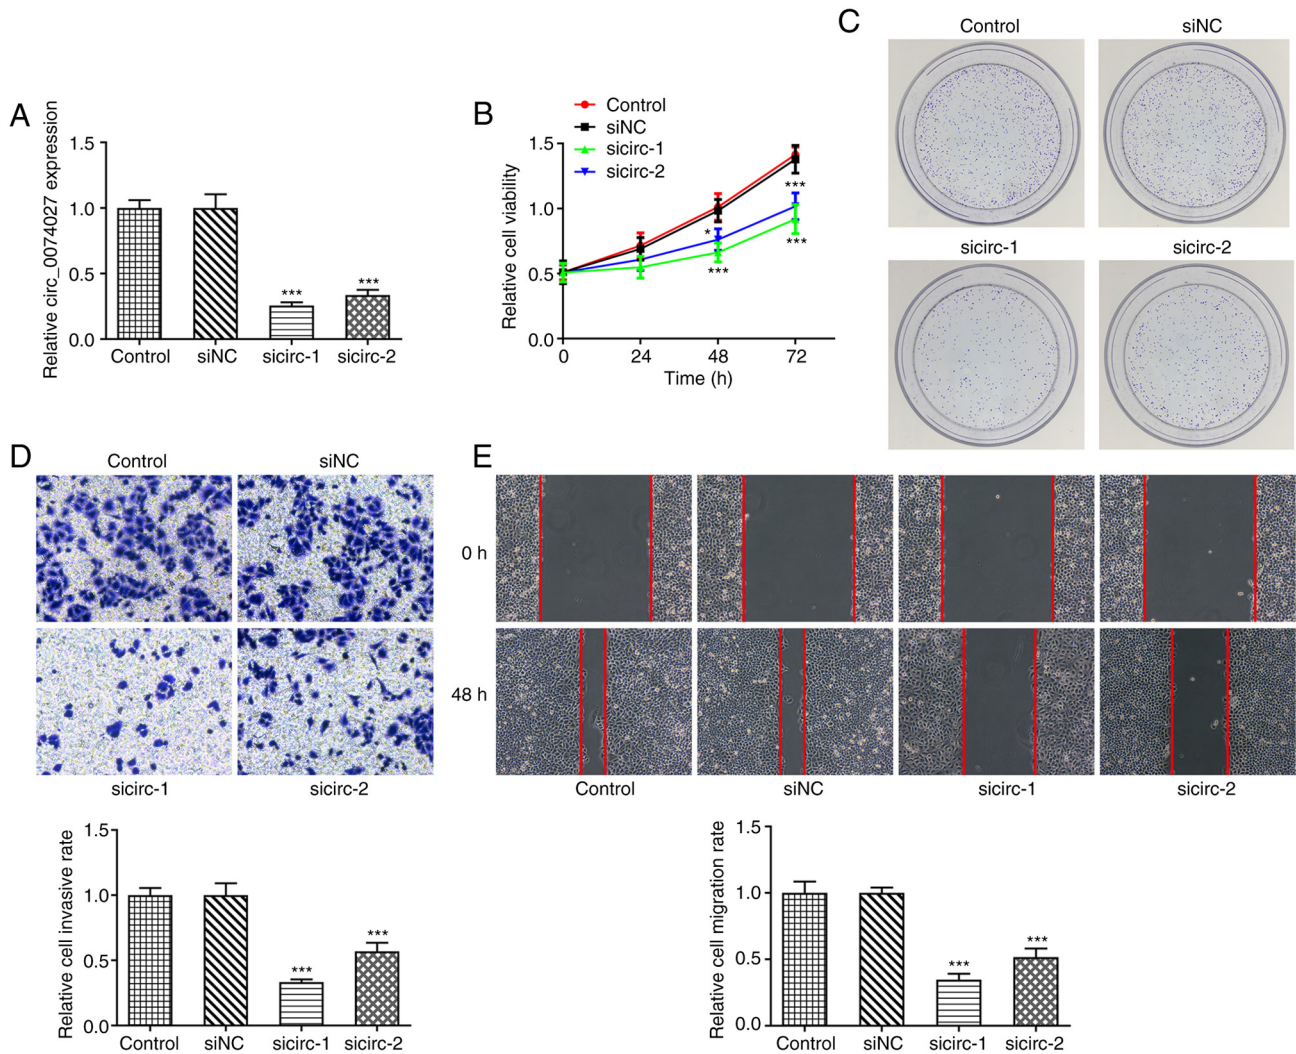 A
Relative circ_0074027 expression
1.5
1.0
0.5
0.0
***
***
Control
siNC
sicirc-1
sicirc-2
B
Control
siNC
sicirc-1
sicirc-2
Relative cell viability
1.5
1.0
0.5
0.0
***
*
***
***
0
24
48
72
Time (h)
C
Control
siNC
sicirc-1
sicirc-2
D
Control
siNC
sicirc-1
sicirc-2
Relative cell invasive rate
1.5
1.0
0.5
0.0
***
***
Control
siNC
sicirc-1
sicirc-2
E
0 h
48 h
Control
siNC
sicirc-1
sicirc-2
Relative cell migration rate
1.5
1.0
0.5
0.0
***
***
Control
siNC
sicirc-1
sicirc-2